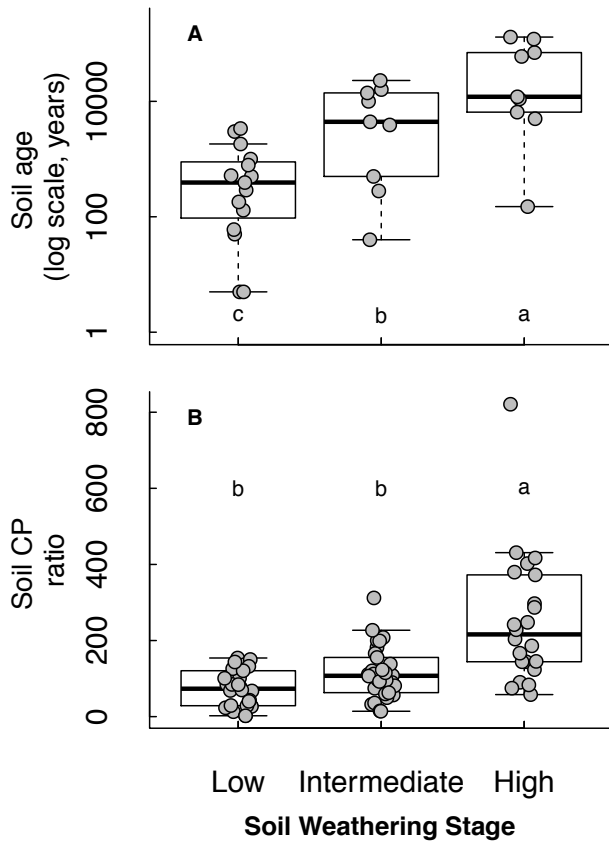 A
Soil age
(log scale, years)
10000
100
1
c b a
B
Soil CP
ratio
800
600
400
200
0
b b a
Low Intermediate High
Soil Weathering Stage